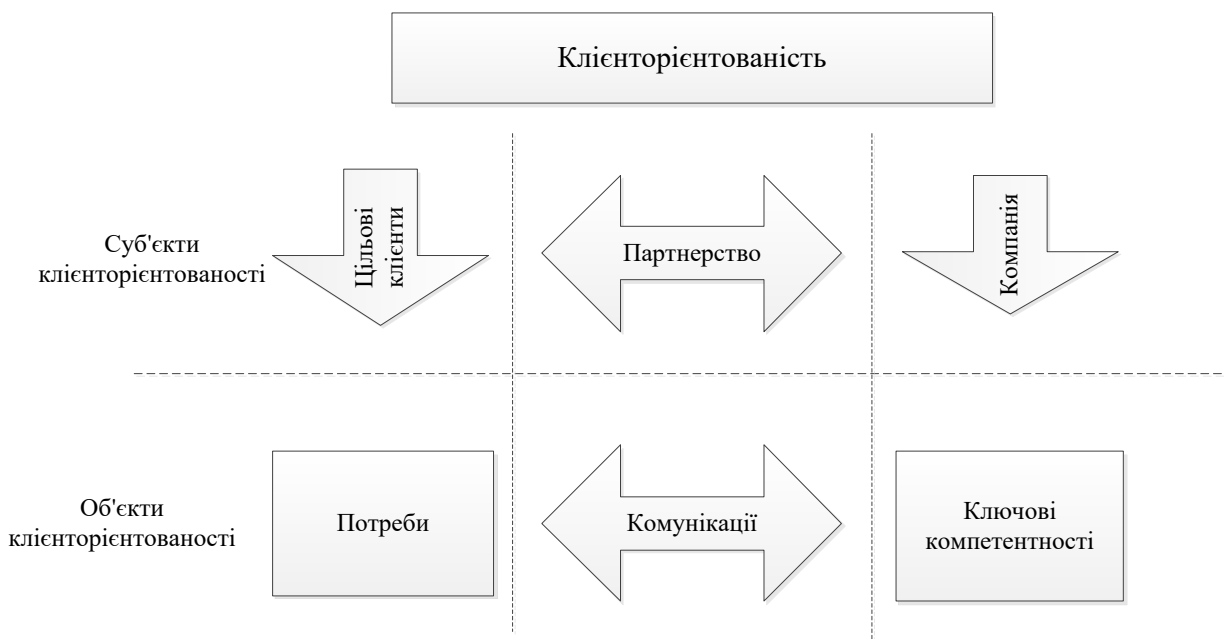 Клієнторієнтованість
Суб'єкти
клієнторієнтованості
Цільові
клієнти
Партнерство
Компанія
Об'єкти
клієнторієнтованості
Потреби
Комунікації
Ключові
компетентності